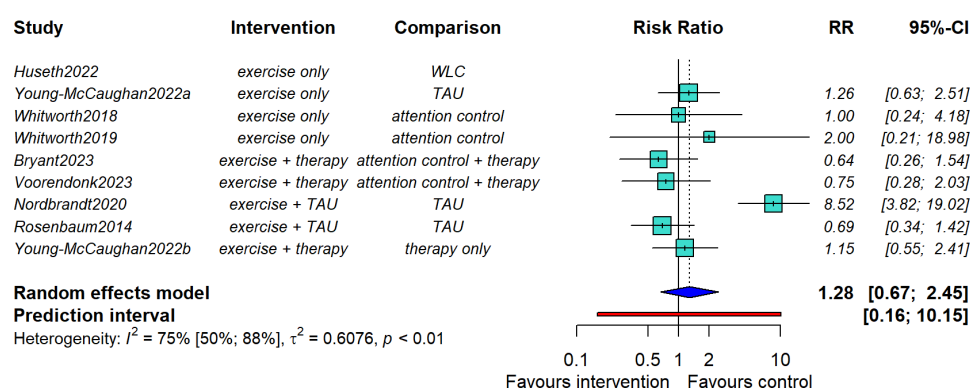 Study Intervention Comparison Risk Ratio RR 95%-CI
Huseth2022 exercise only WLC
Young-McCaughan2022a exercise only TAU 1.26 [0.63; 2.51]
Whitworth2018 exercise only attention control 1.00 [0.24; 4.18]
Whitworth2019 exercise only attention control 2.00 [0.21; 18.98]
Bryant2023 exercise + therapy attention control + therapy 0.64 [0.26; 1.54]
Voorendonk2023 exercise + therapy attention control + therapy 0.75 [0.28; 2.03]
Nordbrandt2020 exercise + TAU TAU 8.52 [3.82; 19.02]
Rosenbaum2014 exercise + TAU TAU 0.69 [0.34; 1.42]
Young-McCaughan2022b exercise + therapy therapy only 1.15 [0.55; 2.41]
Random effects model 1.28 [0.67; 2.45]
Prediction interval [0.16; 10.15]
Heterogeneity: I² = 75% [50%; 88%], τ² = 0.6076, p < 0.01
0.1 0.5 1 2 10
Favours intervention Favours control